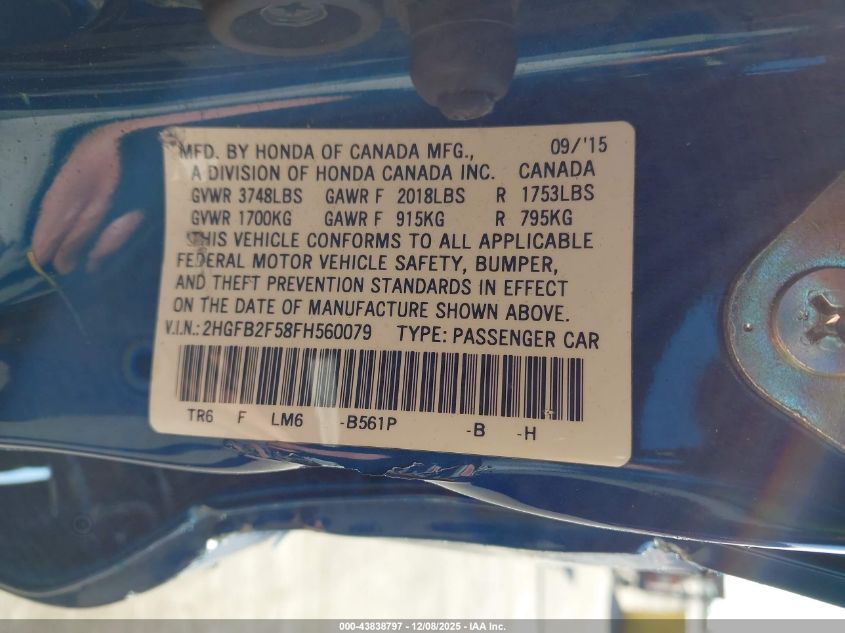 MFD. BY HONDA OF CANADA MFG., 09/'15
A DIVISION OF HONDA CANADA INC. CANADA
GVWR 3748LBS GAWR F 2018LBS R 1753LBS
GVWR 1700KG GAWR F 915KG R 795KG
THIS VEHICLE CONFORMS TO ALL APPLICABLE
FEDERAL MOTOR VEHICLE SAFETY, BUMPER,
AND THEFT PREVENTION STANDARDS IN EFFECT
ON THE DATE OF MANUFACTURE SHOWN ABOVE.
V.I.N.: 2HGFB2F58FH560079 TYPE: PASSENGER CAR
TR6 F LM6 -B561P -B -H
000-43838797 - 12/08/2025 - IAA Inc.